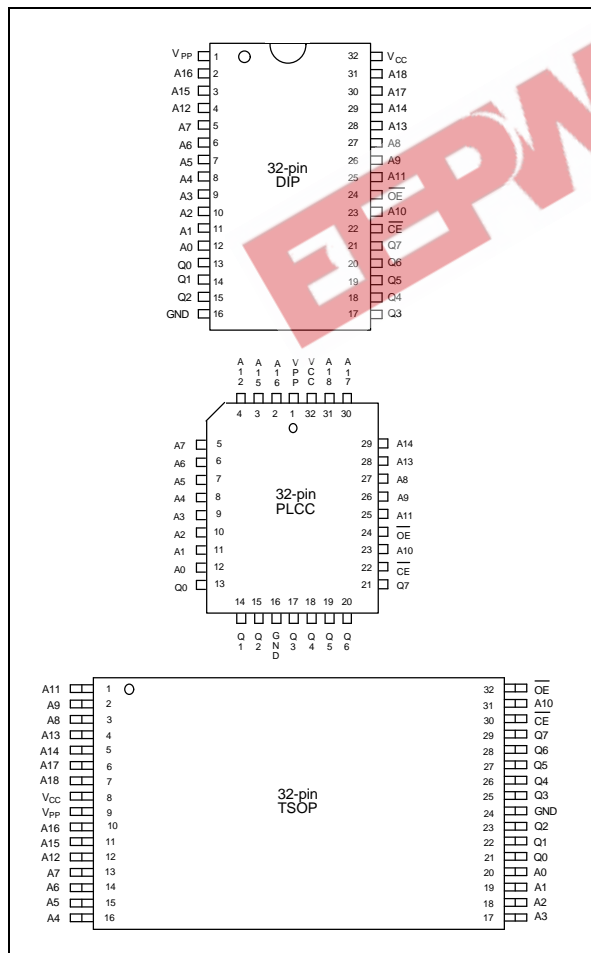 VPP 1 32 VCC
A16 2 31 A18
A15 3 30 A17
A12 4 29 A14
A7 5 28 A13
A6 6 27 A8
A5 7 26 A9
A4 8 25 A11
A3 9 24 OE
A2 10 23 A10
A1 11 22 CE
A0 12 21 Q7
Q0 13 20 Q6
Q1 14 19 Q5
Q2 15 18 Q4
GND 16 17 Q3
32-pin
DIP
EEPW
A12 A15 A16 VPP VCC A18 A17
4 3 2 1 32 31 30
A7 5 29 A14
A6 6 28 A13
A5 7 27 A8
A4 8 26 A9
A3 9 25 A11
A2 10 24 OE
A1 11 23 A10
A0 12 22 CE
Q0 13 21 Q7
32-pin
PLCC
14 15 16 17 18 19 20
Q1 Q2 GND Q3 Q4 Q5 Q6
A11 1 32 OE
A9 2 31 A10
A8 3 30 CE
A13 4 29 Q7
A14 5 28 Q6
A17 6 27 Q5
A18 7 26 Q4
VCC 8 25 Q3
VPP 9 24 GND
A16 10 23 Q2
A15 11 22 Q1
A12 12 21 Q0
A7 13 20 A0
A6 14 19 A1
A5 15 18 A2
A4 16 17 A3
32-pin
TSOP